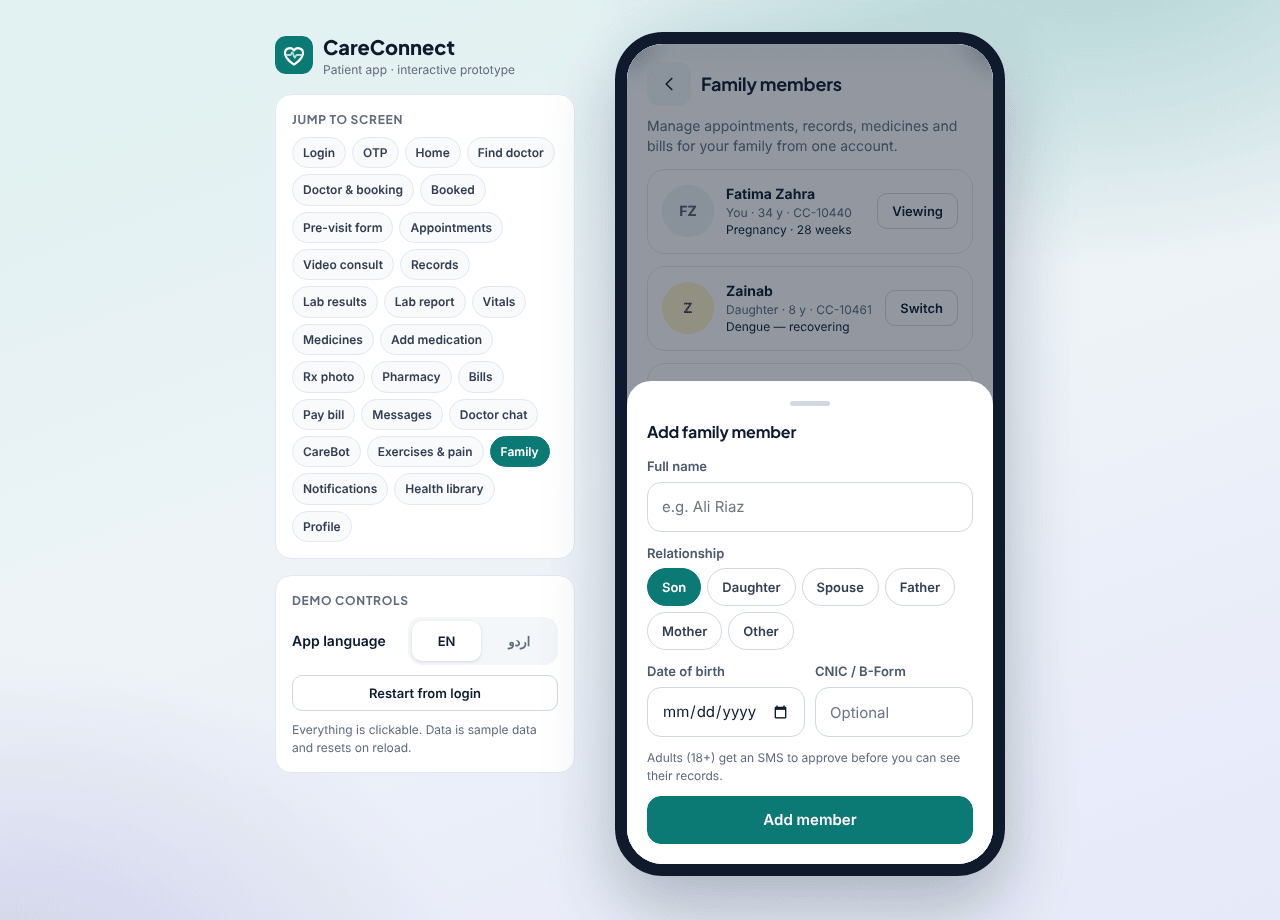 CareConnect
Patient app · interactive prototype
JUMP TO SCREEN
Login OTP Home Find doctor
Doctor & booking Booked
Pre-visit form Appointments
Video consult Records
Lab results Lab report Vitals
Medicines Add medication
Rx photo Pharmacy Bills
Pay bill Messages Doctor chat
CareBot Exercises & pain Family
Notifications Health library
Profile
DEMO CONTROLS
App language EN اردو
Restart from login
Everything is clickable. Data is sample data
and resets on reload.
Family members
Manage appointments, records, medicines and
bills for your family from one account.
FZ
Fatima Zahra
You · 34 y · CC-10440
Pregnancy · 28 weeks
Viewing
Z
Zainab
Daughter · 8 y · CC-10461
Dengue — recovering
Switch
Add family member
Full name
e.g. Ali Riaz
Relationship
Son Daughter Spouse Father
Mother Other
Date of birth CNIC / B-Form
mm/dd/yyyy Optional
Adults (18+) get an SMS to approve before you can see
their records.
Add member